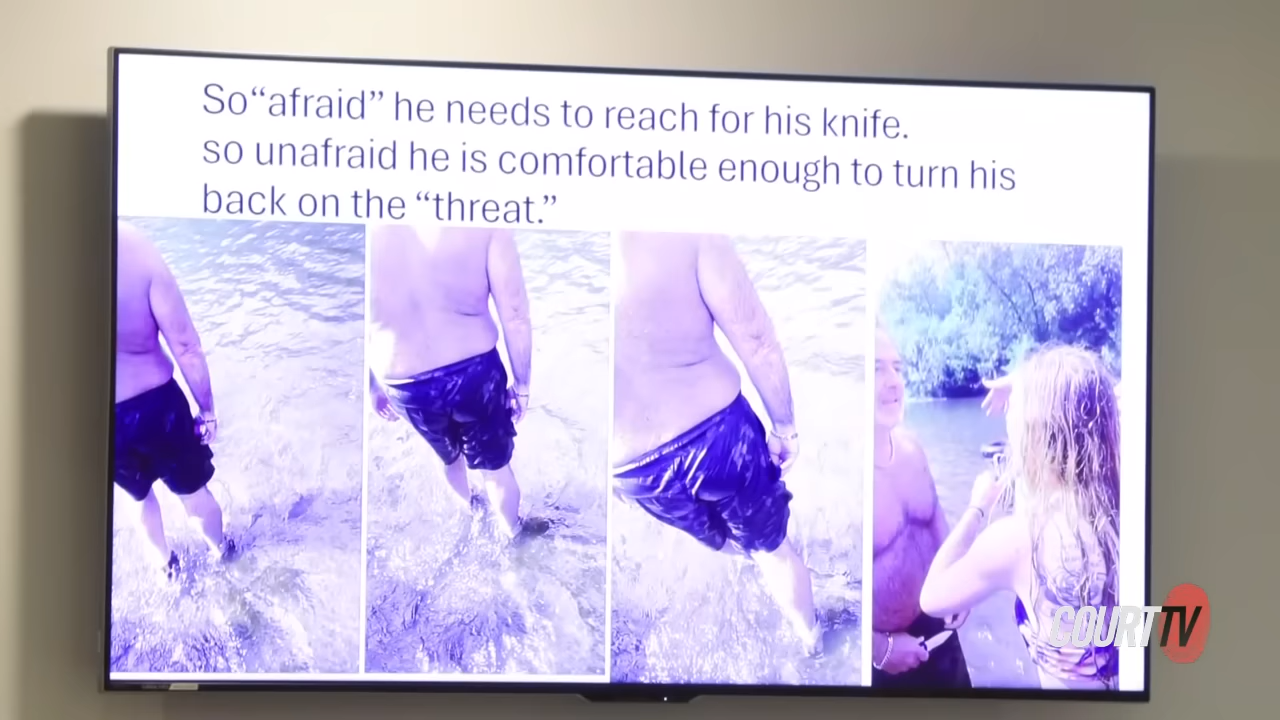 So“afraid” he needs to reach for his knife.
so unafraid he is comfortable enough to turn his
back on the “threat.”
COURT TV